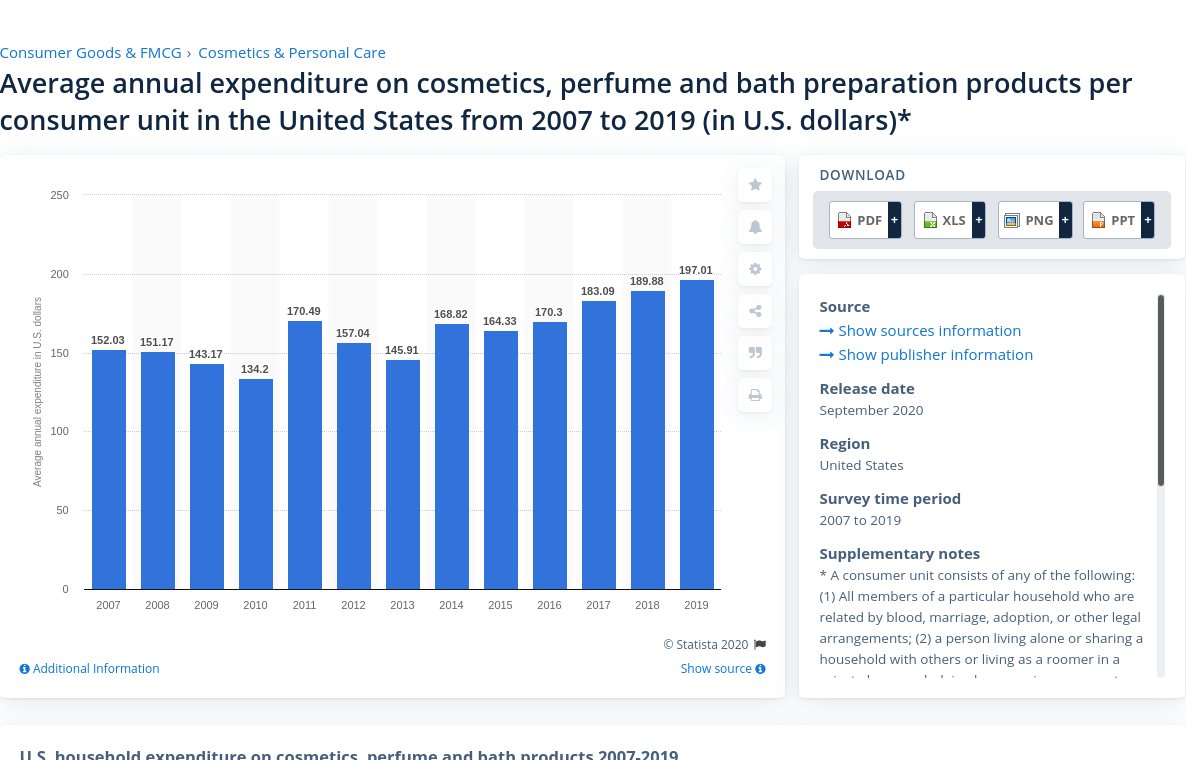 Consumer Goods & FMCG › Cosmetics & Personal Care
Average annual expenditure on cosmetics, perfume and bath preparation products per
consumer unit in the United States from 2007 to 2019 (in U.S. dollars)*
Average annual expenditure in U.S. dollars
250
200
150
100
50
0
152.03
151.17
143.17
134.2
170.49
157.04
145.91
168.82
164.33
170.3
183.09
189.88
197.01
2007 2008 2009 2010 2011 2012 2013 2014 2015 2016 2017 2018 2019
© Statista 2020
Additional Information
Show source
DOWNLOAD
PDF + XLS + PNG + PPT +
Source
Show sources information
Show publisher information
Release date
September 2020
Region
United States
Survey time period
2007 to 2019
Supplementary notes
* A consumer unit consists of any of the following:
(1) All members of a particular household who are
related by blood, marriage, adoption, or other legal
arrangements; (2) a person living alone or sharing a
household with others or living as a roomer in a
U.S. household expenditure on cosmetics, perfume and bath products 2007-2019